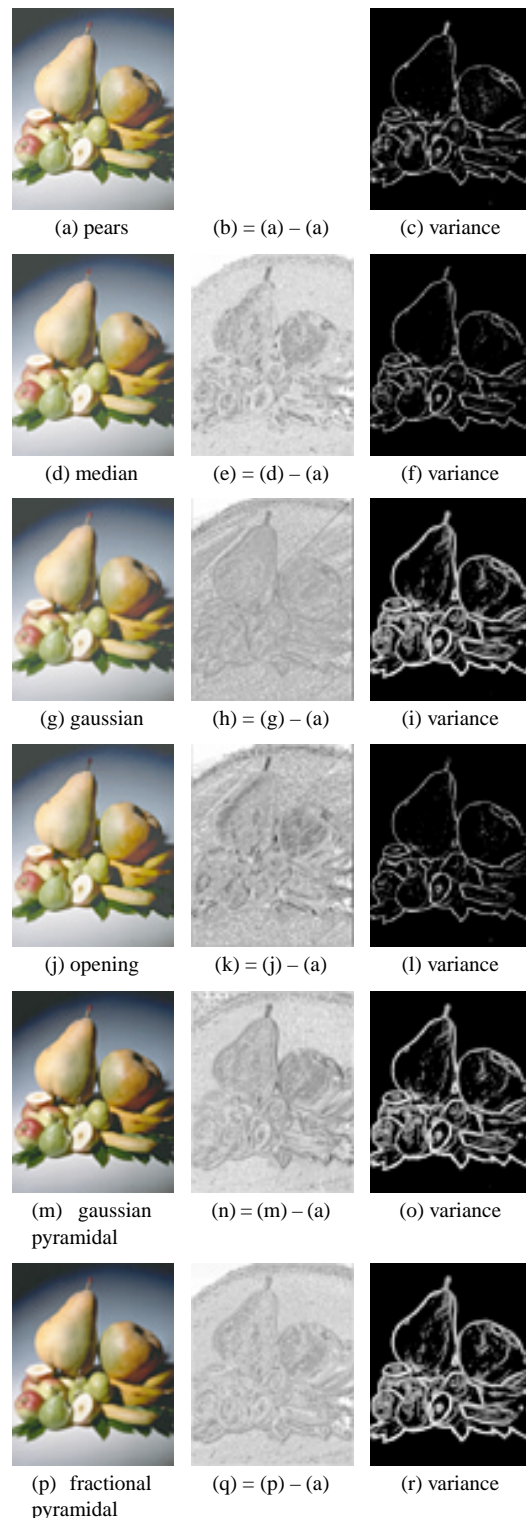 (a) pears (b) = (a) – (a) (c) variance
(d) median (e) = (d) – (a) (f) variance
(g) gaussian (h) = (g) – (a) (i) variance
(j) opening (k) = (j) – (a) (l) variance
(m) gaussian (n) = (m) – (a) (o) variance
pyramidal
(p) fractional (q) = (p) – (a) (r) variance
pyramidal